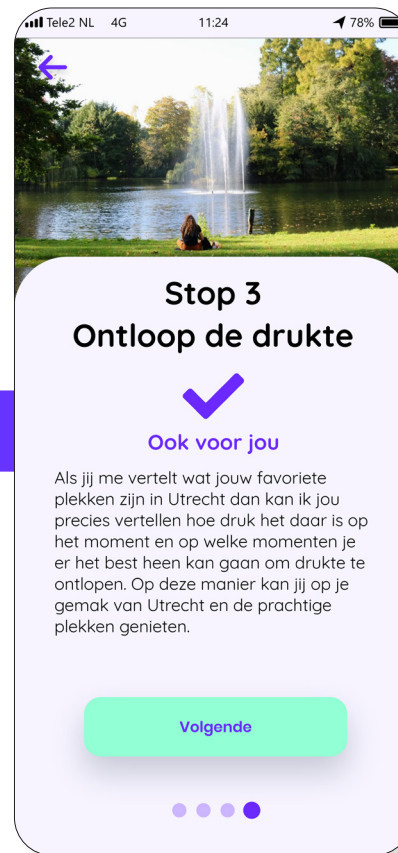 Tele2 NL 4G 11:24 78%
Stop 3
Ontloop de drukte
Ook voor jou
Als jij me vertelt wat jouw favoriete
plekken zijn in Utrecht dan kan ik jou
precies vertellen hoe druk het daar is op
het moment en op welke momenten je
er het best heen kan gaan om drukte te
ontlopen. Op deze manier kan jij op je
gemak van Utrecht en de prachtige
plekken genieten.
Volgende